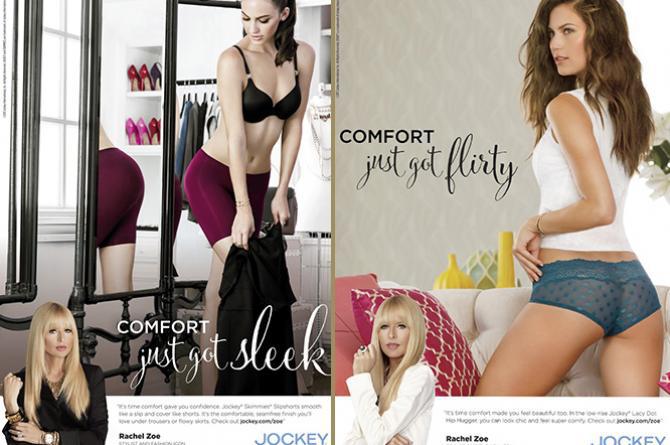 COMFORT
just got sleek
"It's time comfort gave you confidence. Jockey® Skimmies® Slipshorts smooth
like a slip and cover like shorts. It's the comfortable, seamfree finish you'll
love under trousers or flowy skirts. Check out jockey.com/zoe"
Rachel Zoe
STYLIST AND FASHION ICON
JOCKEY
COMFORT
just got flirty
"It's time comfort made you feel beautiful too. In the low-rise Jockey® Lacy Dot
Hip Hugger, you can look chic and feel super comfy. Check out jockey.com/zoe"
Rachel Zoe
JOCKEY